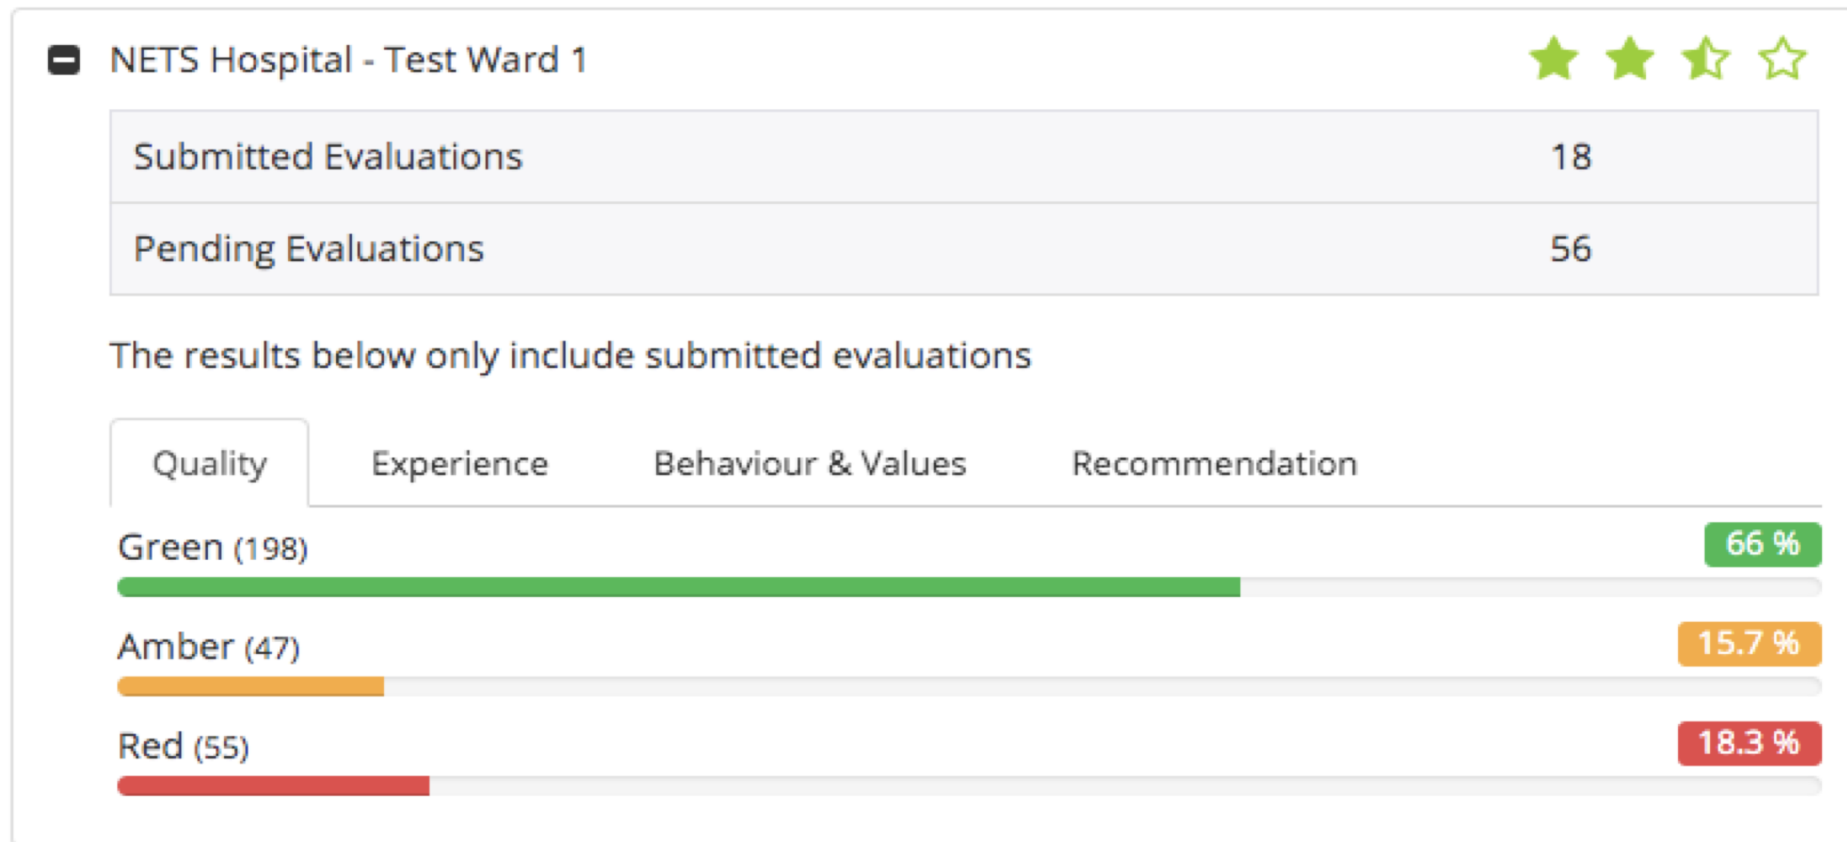 NETS Hospital - Test Ward 1
Submitted Evaluations 18
Pending Evaluations 56
The results below only include submitted evaluations
Quality Experience Behaviour & Values Recommendation
Green (198) 66 %
Amber (47) 15.7 %
Red (55) 18.3 %